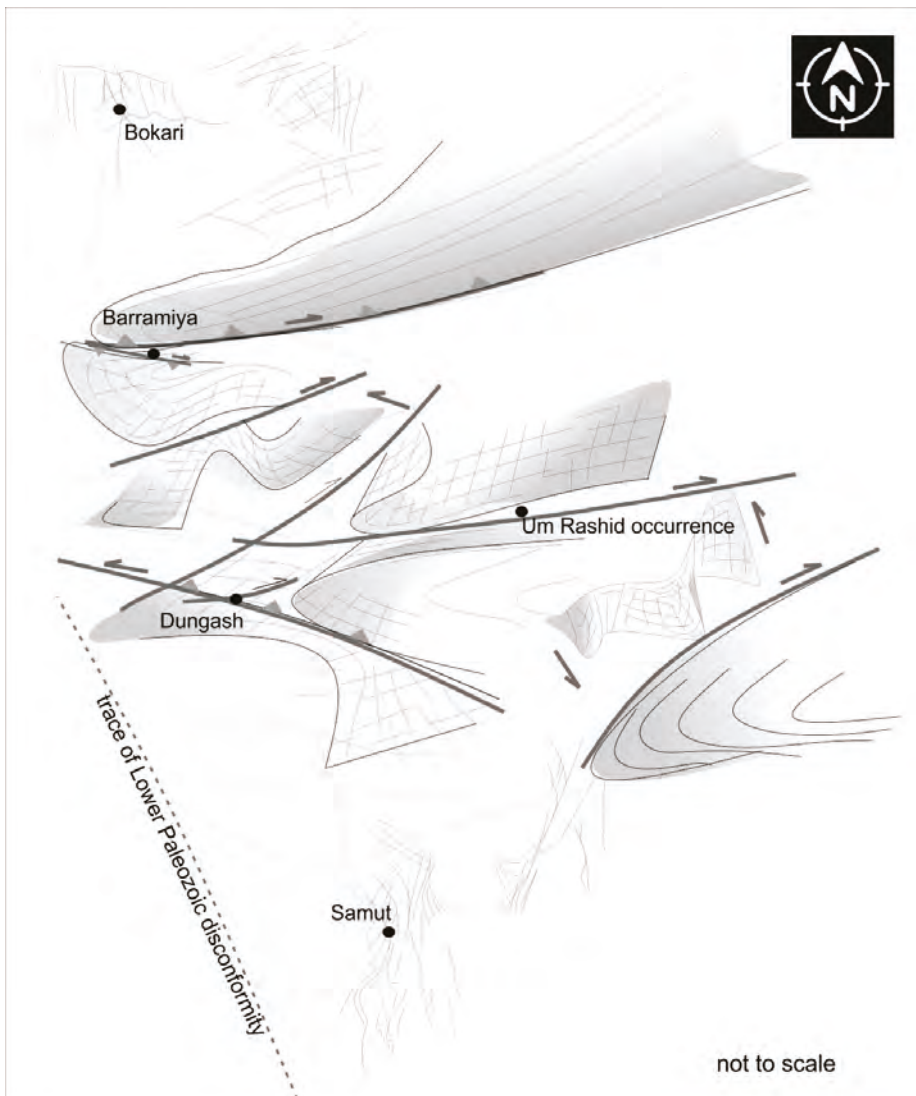 N
Bokari
Barramiya
Um Rashid occurrence
Dungash
trace of Lower Paleozoic disconformity
Samut
not to scale